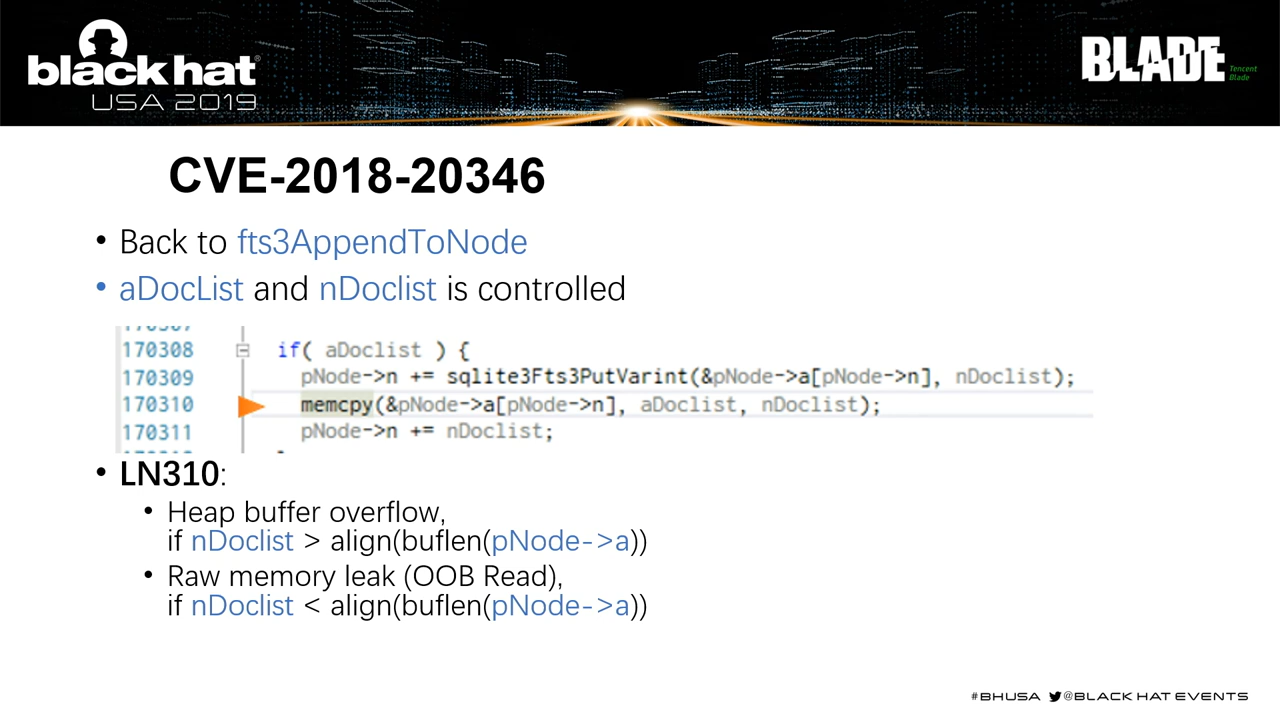 black hat®
USA 2019
BLADE
Tencent
Blade
CVE-2018-20346
• Back to fts3AppendToNode
• aDocList and nDoclist is controlled
170308 if( aDoclist ) {
170309 pNode->n += sqlite3Fts3PutVarint(&pNode->a[pNode->n], nDoclist);
170310 memcpy(&pNode->a[pNode->n], aDoclist, nDoclist);
170311 pNode->n += nDoclist;
• LN310:
• Heap buffer overflow,
if nDoclist > align(buflen(pNode->a))
• Raw memory leak (OOB Read),
if nDoclist < align(buflen(pNode->a))
#BHUSA @BLACK HAT EVENTS